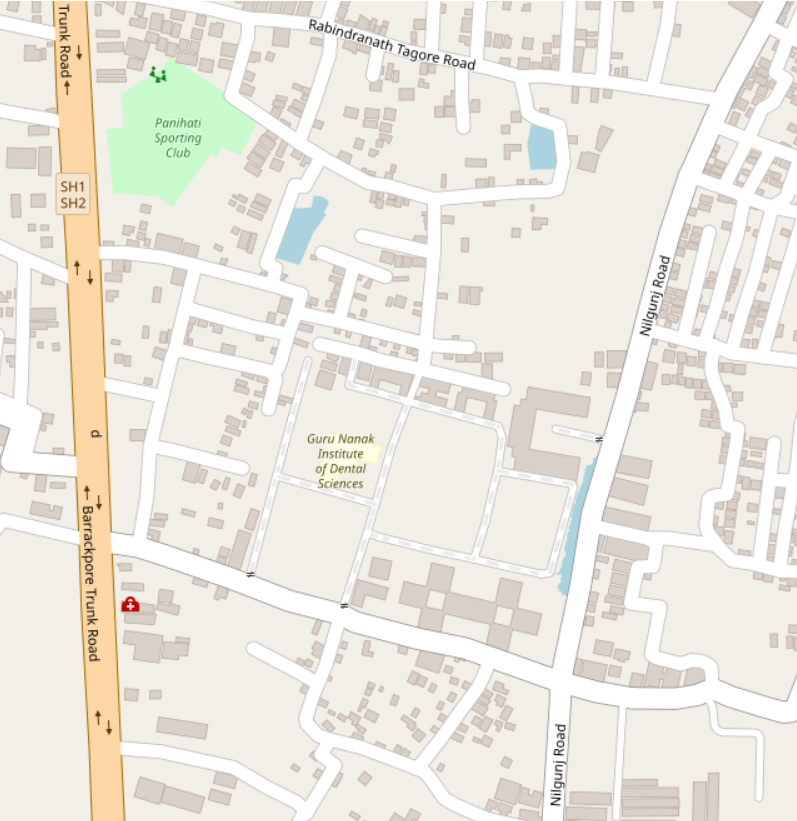 Trunk Road
Rabindranath Tagore Road
Panihati
Sporting
Club
SH1
SH2
Nilgunj Road
d
Guru Nanak
Institute
of Dental
Sciences
Barrackpore Trunk Road
Nilgunj Road